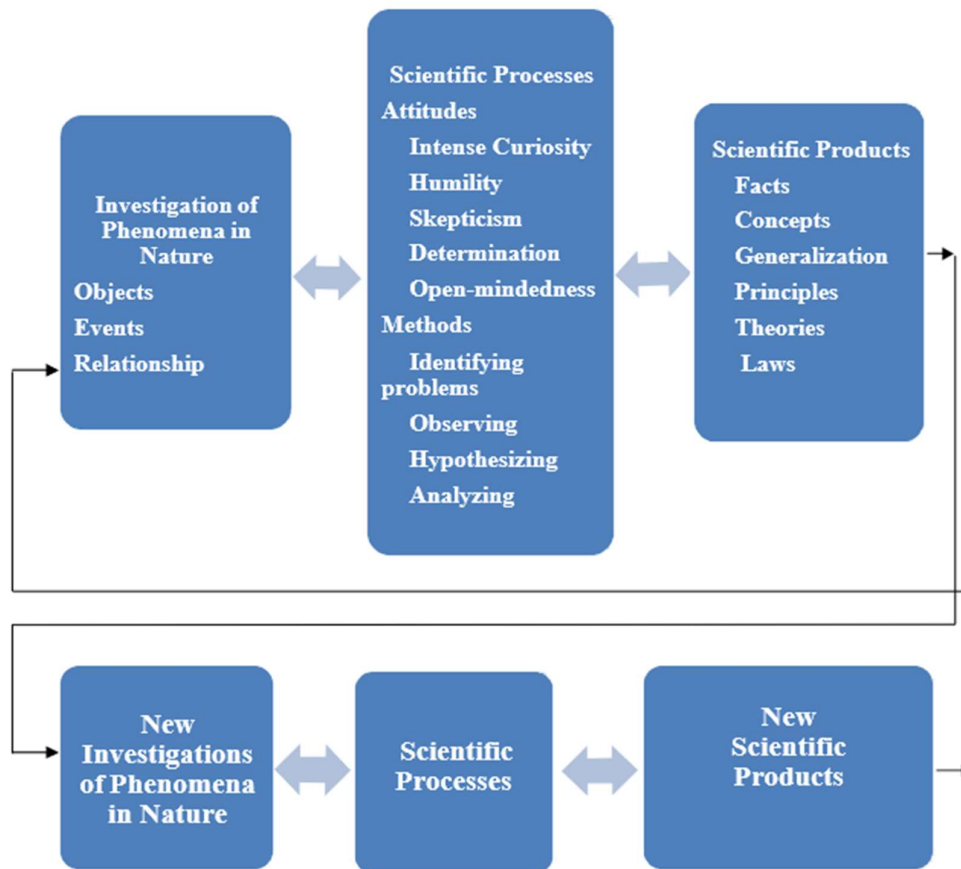 Investigation of
Phenomena in
Nature
Objects
Events
Relationship
Scientific Processes
Attitudes
Intense Curiosity
Humility
Skepticism
Determination
Open-mindedness
Methods
Identifying
problems
Observing
Hypothesizing
Analyzing
Scientific Products
Facts
Concepts
Generalization
Principles
Theories
Laws
New
Investigations
of Phenomena
in Nature
Scientific
Processes
New
Scientific
Products